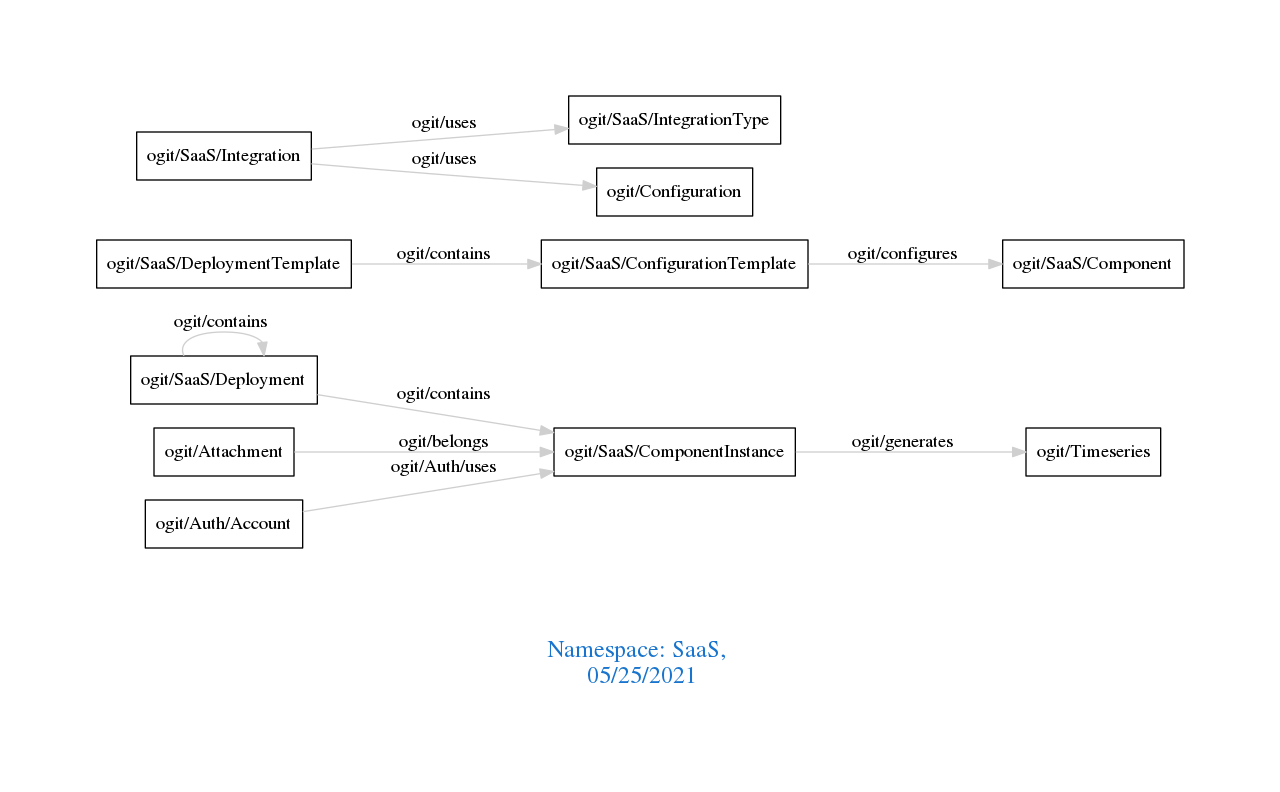 ogit/SaaS/Integration
ogit/uses
ogit/SaaS/IntegrationType
ogit/uses
ogit/Configuration
ogit/SaaS/DeploymentTemplate
ogit/contains
ogit/SaaS/ConfigurationTemplate
ogit/configures
ogit/SaaS/Component
ogit/contains
ogit/SaaS/Deployment
ogit/contains
ogit/Attachment
ogit/belongs
ogit/Auth/uses
ogit/SaaS/ComponentInstance
ogit/generates
ogit/Timeseries
ogit/Auth/Account
Namespace: SaaS,
05/25/2021